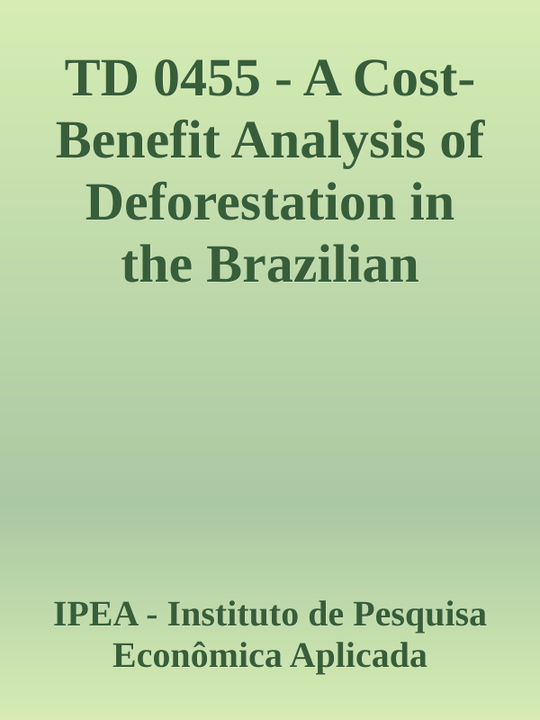 TD 0455 - A Cost-
Benefit Analysis of
Deforestation in
the Brazilian
IPEA - Instituto de Pesquisa
Econômica Aplicada